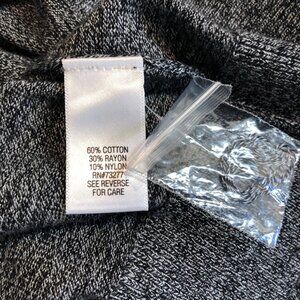 60% COTTON
30% RAYON
10% NYLON
RN#73277
SEE REVERSE
FOR CARE